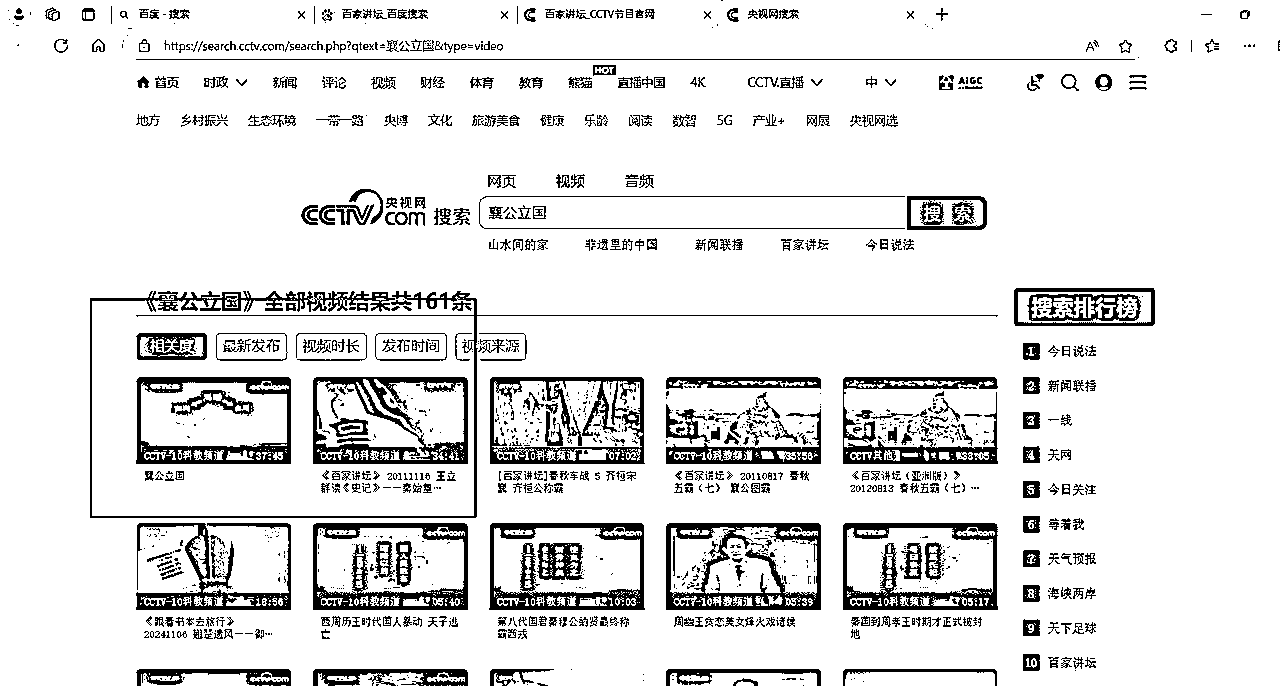 百度 - 搜索
百家讲坛_百度搜索
百家讲坛_CCTV节目官网
央视网搜索
https://search.cctv.com/search.php?qtext=襄公立国&type=video
首页 时政 新闻 评论 视频 财经 体育 教育 熊猫 HOT 直播中国 4K CCTV.直播 中 AIGC
地方 乡村振兴 生态环境 一带一路 央博 文化 旅游美食 健康 乐龄 阅读 数智 5G 产业+ 网展 央视网选
网页 视频 音频
CCTV.com 央视网 搜索
襄公立国
搜索
山水间的家 非遗里的中国 新闻联播 百家讲坛 今日说法
《襄公立国》全部视频结果共161条
相关度 最新发布 视频时长 发布时间 视频来源
CCTV-10科教频道 37:45
CCTV-10科教频道 34:41
CCTV-10科教频道 07:02
CCTV-10科教频道 35:56
CCTV其他
襄公立国
《百家讲坛》 20111116 王立
群读《史记》——秦始皇…
[百家讲坛]春秋车战 5 齐桓宋
襄 齐桓公称霸
《百家讲坛》 20110817 春秋
五霸（七） 襄公图霸
《百家讲坛（亚洲版）》
20120813 春秋五霸（七）…
CCTV-10科教频道 16:56
CCTV-10科教频道 05:40
CCTV-10科教频道 10:03
CCTV-10科教频道 05:39
CCTV-10科教频道 05:17
《跟着书本去旅行》
20241106
西周历王时代国人暴动 天子逃
亡
第八代国君秦穆公纳贤最终称
霸西戎
周幽王贪恋美女烽火戏诸侯
秦国到周孝王时期才正式被封
地
搜索排行榜
1 今日说法
2 新闻联播
3 一线
4 天网
5 今日关注
6 等着我
7 天气预报
8 海峡两岸
9 天下足球
10 百家讲坛